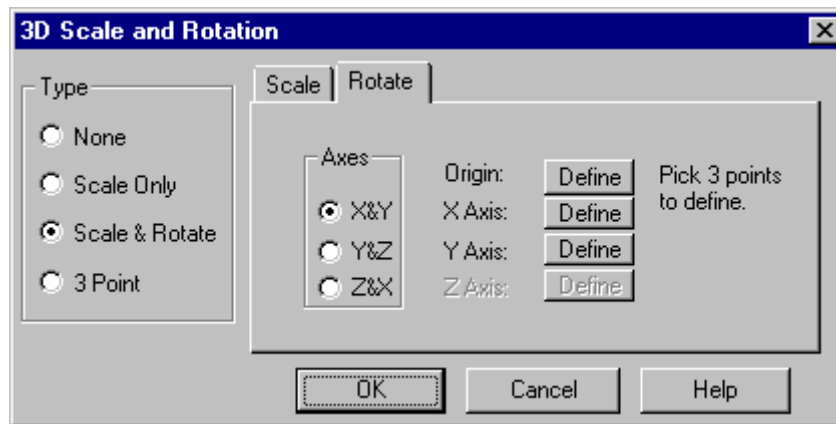 3D Scale and Rotation
Type
None
Scale Only
Scale & Rotate
3 Point
Scale
Rotate
Axes
X&Y
Y&Z
Z&X
Origin: Define
X Axis: Define
Y Axis: Define
Z Axis: Define
Pick 3 points
to define.
OK
Cancel
Help